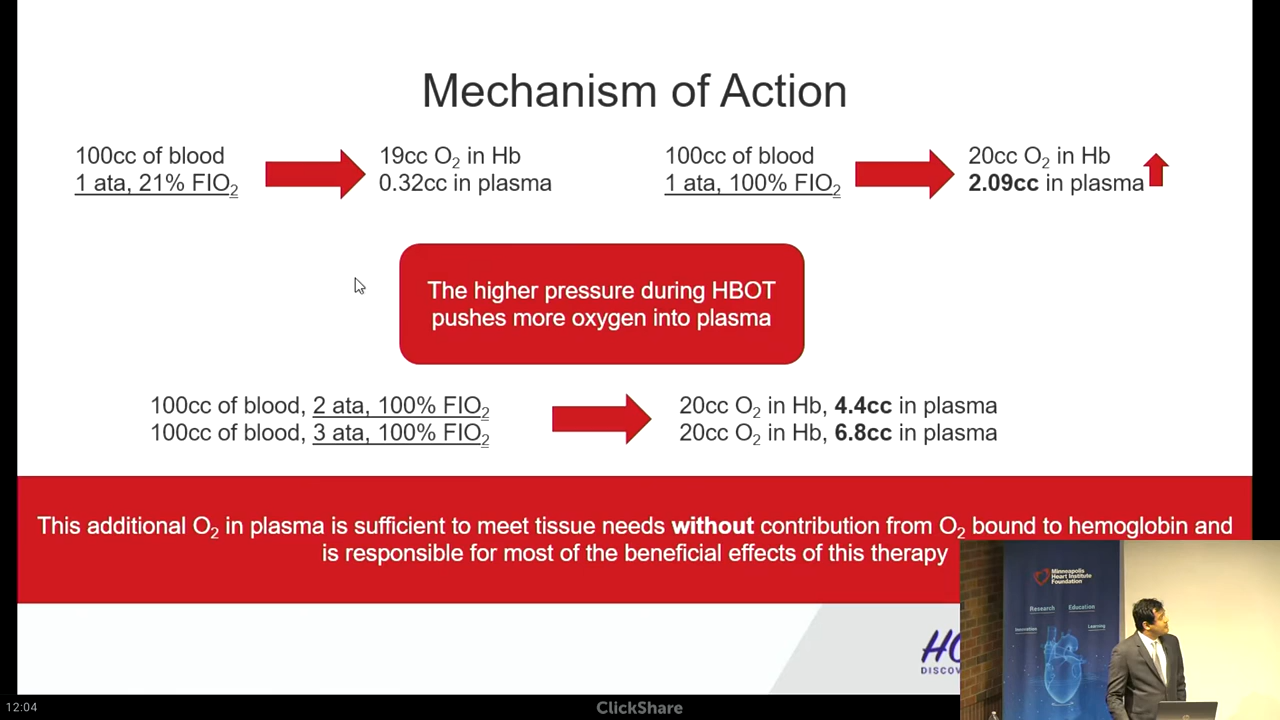 Mechanism of Action
100cc of blood
1 ata, 21% FIO₂
19cc O₂ in Hb
0.32cc in plasma
100cc of blood
1 ata, 100% FIO₂
20cc O₂ in Hb
2.09cc in plasma
The higher pressure during HBOT
pushes more oxygen into plasma
100cc of blood, 2 ata, 100% FIO₂
100cc of blood, 3 ata, 100% FIO₂
20cc O₂ in Hb, 4.4cc in plasma
20cc O₂ in Hb, 6.8cc in plasma
This additional O₂ in plasma is sufficient to meet tissue needs without contribution from O₂ bound to hemoglobin and
is responsible for most of the beneficial effects of this therapy
Minneapolis
Heart Institute
Foundation
Research Education
Innovation Learning
12:04
ClickShare